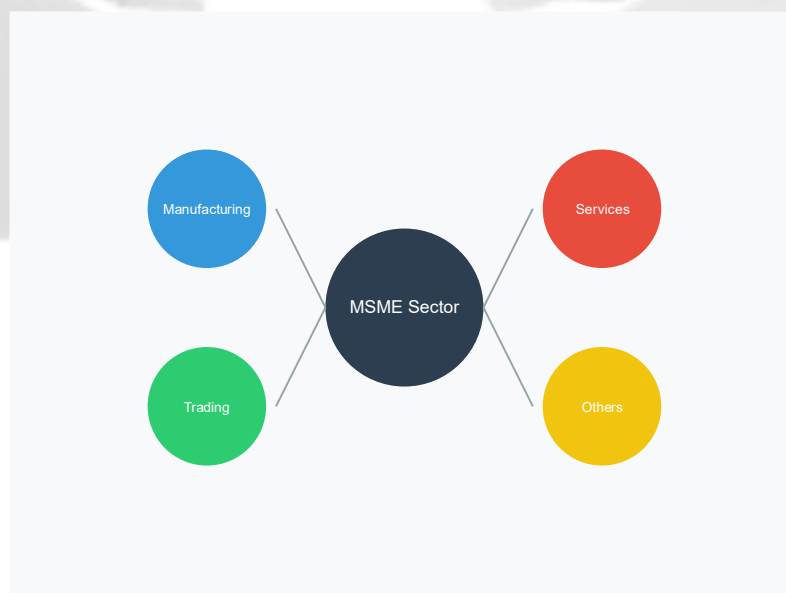 Manufacturing
Services
MSME Sector
Trading
Others